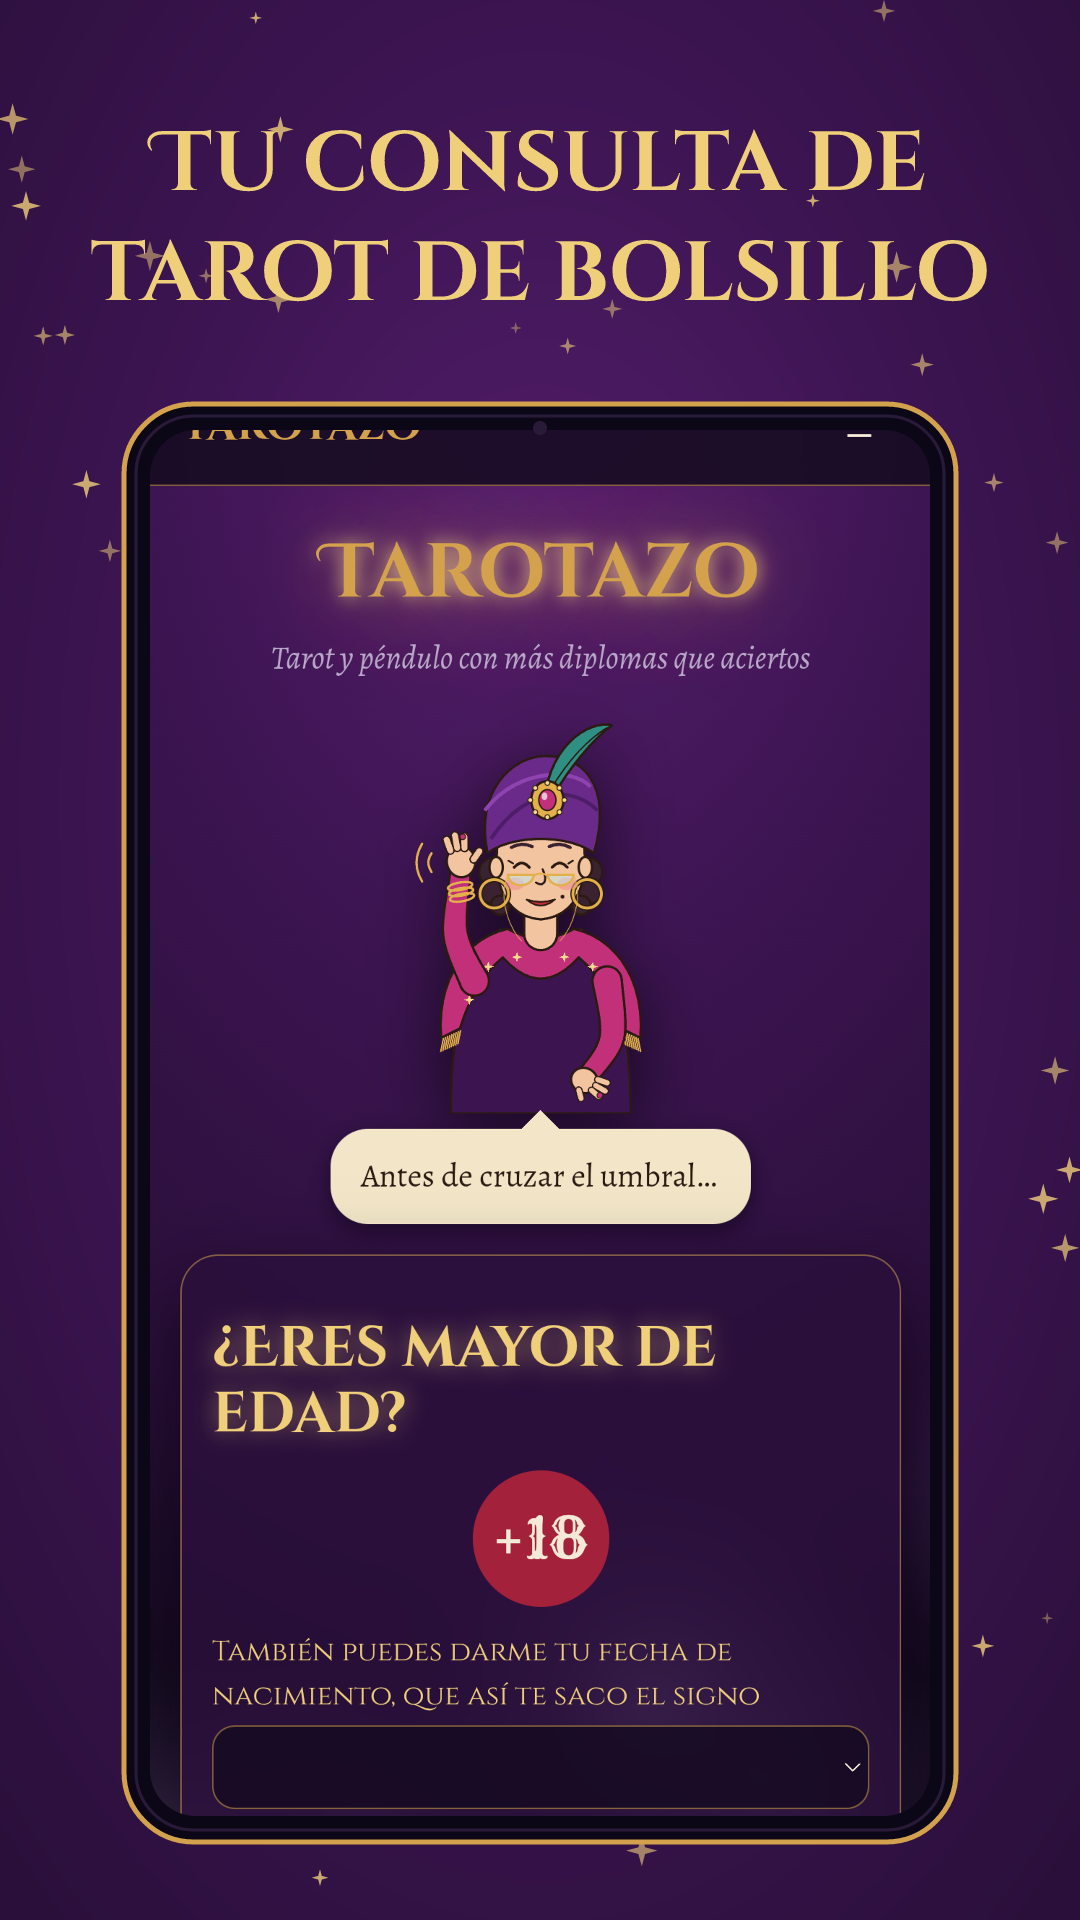 Tu consulta de
tarot de bolsillo
TAROTAZO
Tarotazo
Tarot y péndulo con más diplomas que aciertos
Antes de cruzar el umbral...
¿Eres mayor de
edad?
+18
También puedes darme tu fecha de
nacimiento, que así te saco el signo